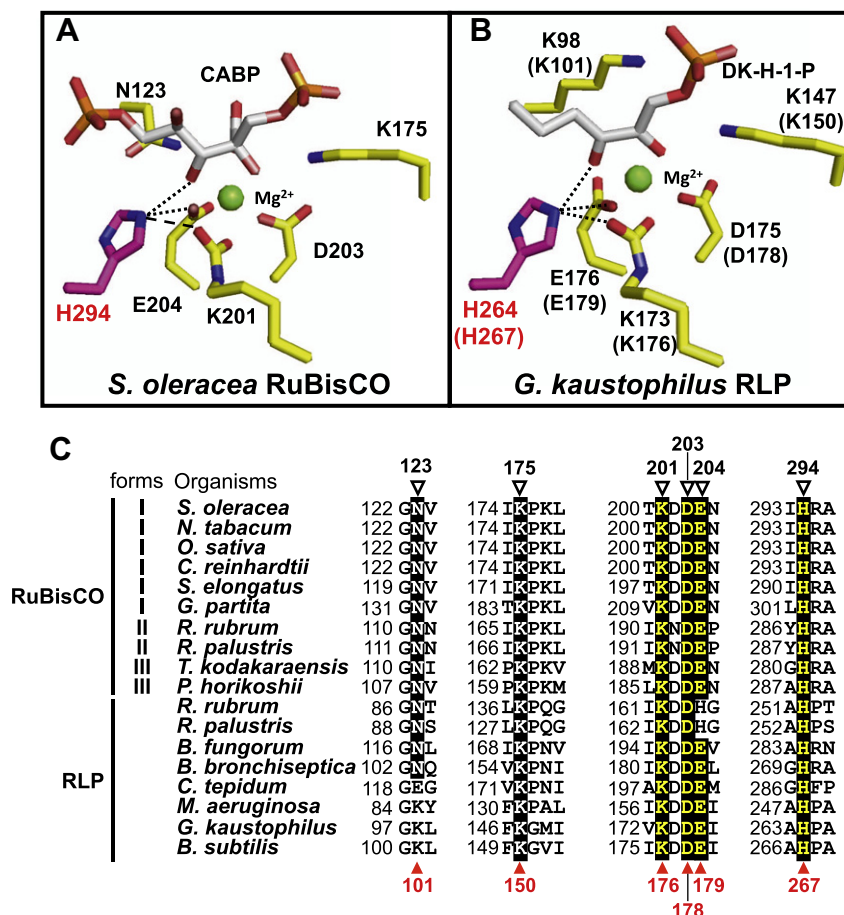 A
N123
CABP
K175
Mg2+
D203
E204
K201
H294
S. oleracea RuBisCO
B
K98
(K101)
DK-H-1-P
K147
(K150)
Mg2+
D175
(D178)
E176
(E179)
K173
(K176)
H264
(H267)
G. kaustophilus RLP
C
203
forms Organisms 123 175 201 204 294
I S. oleracea 122 GNV 174 IKPKL 200 TKDDEN 293 IHRA
I N. tabacum 122 GNV 174 IKPKL 200 TKDDEN 293 IHRA
I O. sativa 122 GNV 174 IKPKL 200 TKDDEN 293 IHRA
I C. reinhardtii 122 GNV 174 IKPKL 200 TKDDEN 293 IHRA
I S. elongatus 119 GNV 171 IKPKL 197 TKDDEN 290 IHRA
RuBisCO
I G. partita 131 GNV 183 TKPKL 209 VKDDEN 301 LHRA
II R. rubrum 110 GNN 165 IKPKL 190 IKNDEP 286 YHRA
II R. palustris 111 GNN 166 IKPKL 191 IKNDEP 287 YHRA
III T. kodakaraensis 110 GNI 162 PKPKV 188 MKDDEN 280 GHRA
III P. horikoshii 107 GNV 159 PKPKM 185 LKDDEN 287 AHRA
R. rubrum 86 GNT 136 LKPQG 161 IKDDHG 251 AHPT
R. palustris 88 GNS 127 LKPQG 162 IKDDHG 252 AHPS
B. fungorum 116 GNL 168 IKPNV 194 IKDDEV 283 AHRN
RLP
B. bronchiseptica 102 GNQ 154 VKPNI 180 IKDDEL 269 GHRA
C. tepidum 118 GEG 171 VKPNI 197 AKDDEM 286 GHFP
M. aeruginosa 84 GKY 130 FKPAL 156 IKDDEI 247 AHPA
G. kaustophilus 97 GKL 146 FKGMI 172 VKDDEI 263 AHPA
B. subtilis 100 GKL 149 FKGVI 175 IKDDEI 266 AHPA
101 150 176 179 267
178